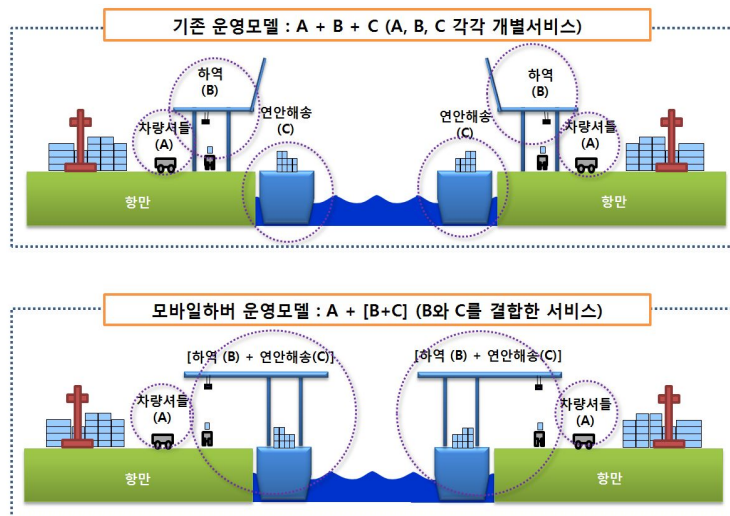 기존 운영모델 : A + B + C (A, B, C 각각 개별서비스)
하역
(B)
차량셔틀
(A)
연안해송
(C)
항만
하역
(B)
연안해송
(C)
차량셔틀
(A)
항만
모바일하버 운영모델 : A + [B+C] (B와 C를 결합한 서비스)
[하역 (B) + 연안해송(C)]
차량셔틀
(A)
항만
[하역 (B) + 연안해송(C)]
차량셔틀
(A)
항만